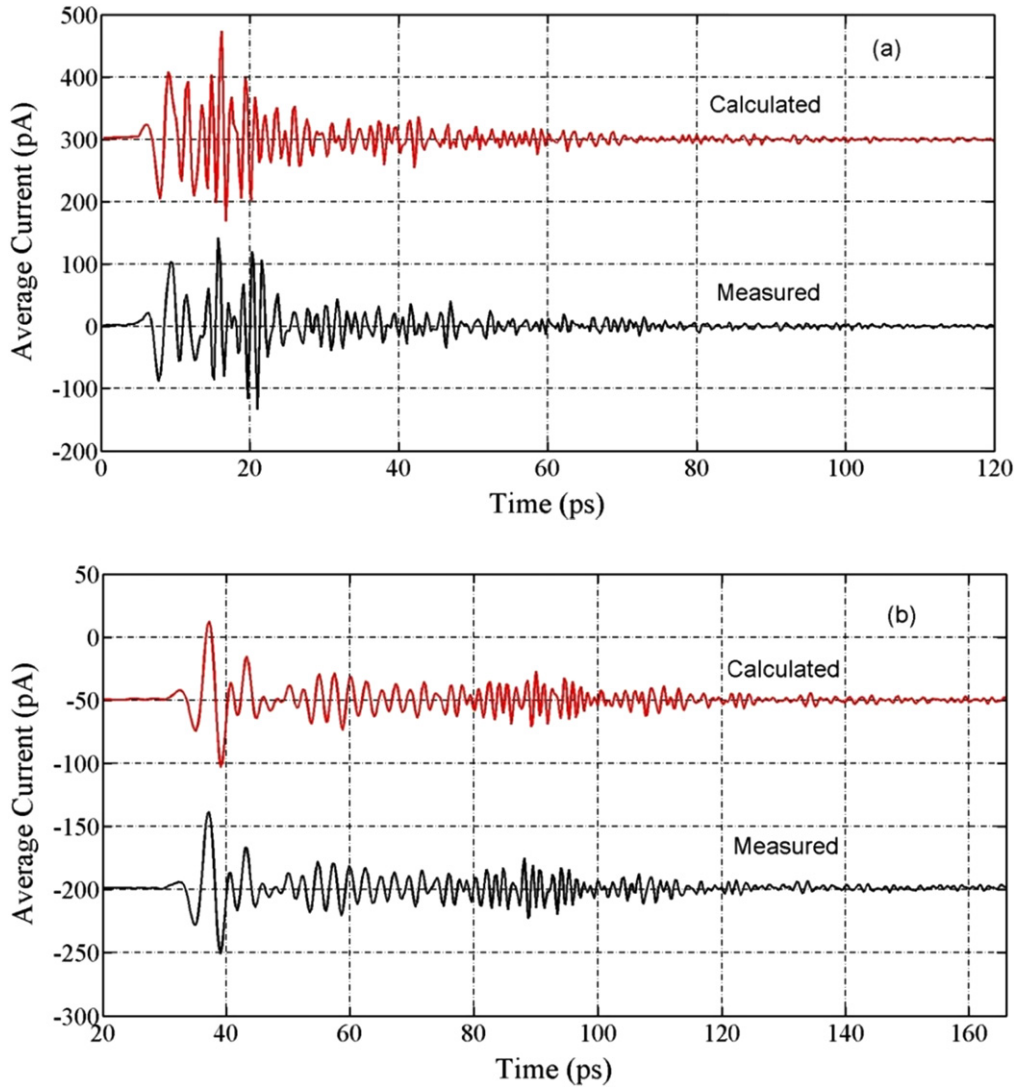 500
(a)
400
Calculated
300
200
100
Measured
0
-100
-200
Average Current (pA)
0 20 40 60 80 100 120
Time (ps)
50
(b)
0
Calculated
-50
-100
-150
Measured
-200
-250
-300
Average Current (pA)
20 40 60 80 100 120 140 160
Time (ps)